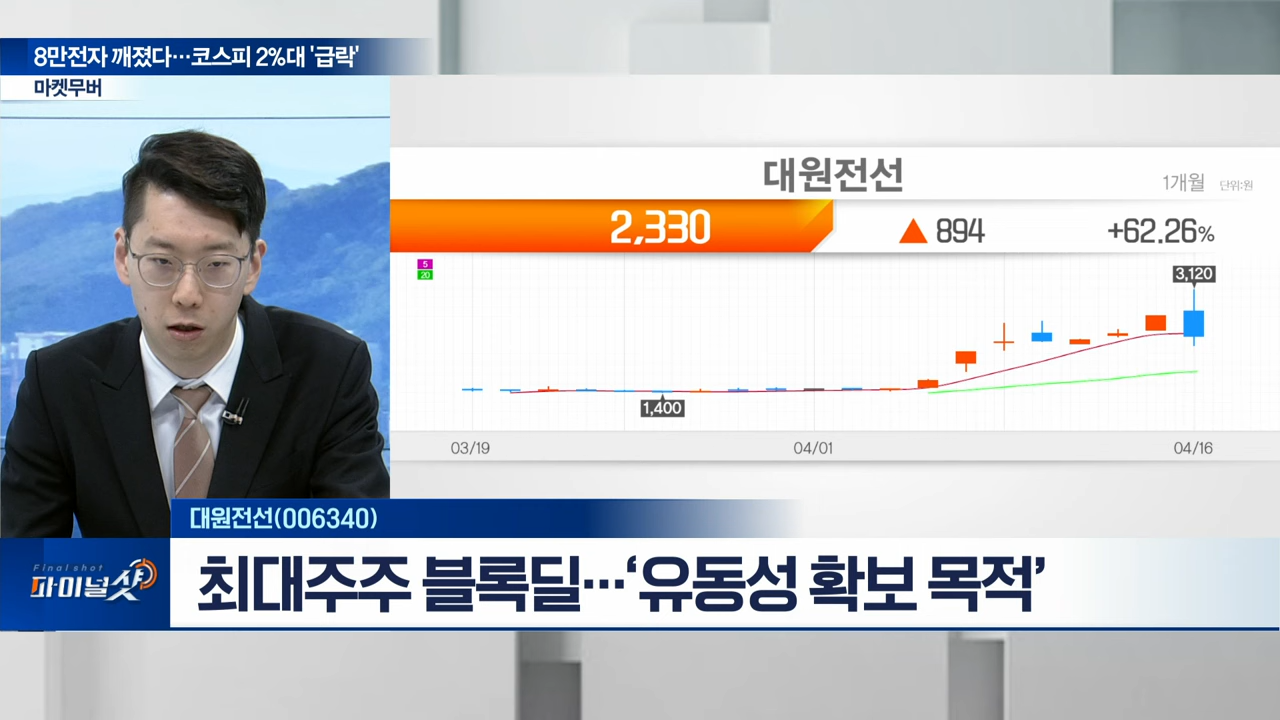 8만전자 깨졌다…코스피 2%대 '급락'
마켓무버
대원전선
1개월 단위:원
2,330 ▲ 894 +62.26%
5
20
3,120
1,400
03/19 04/01 04/16
대원전선(006340)
Final shot
파이널샷
최대주주 블록딜…‘유동성 확보 목적’